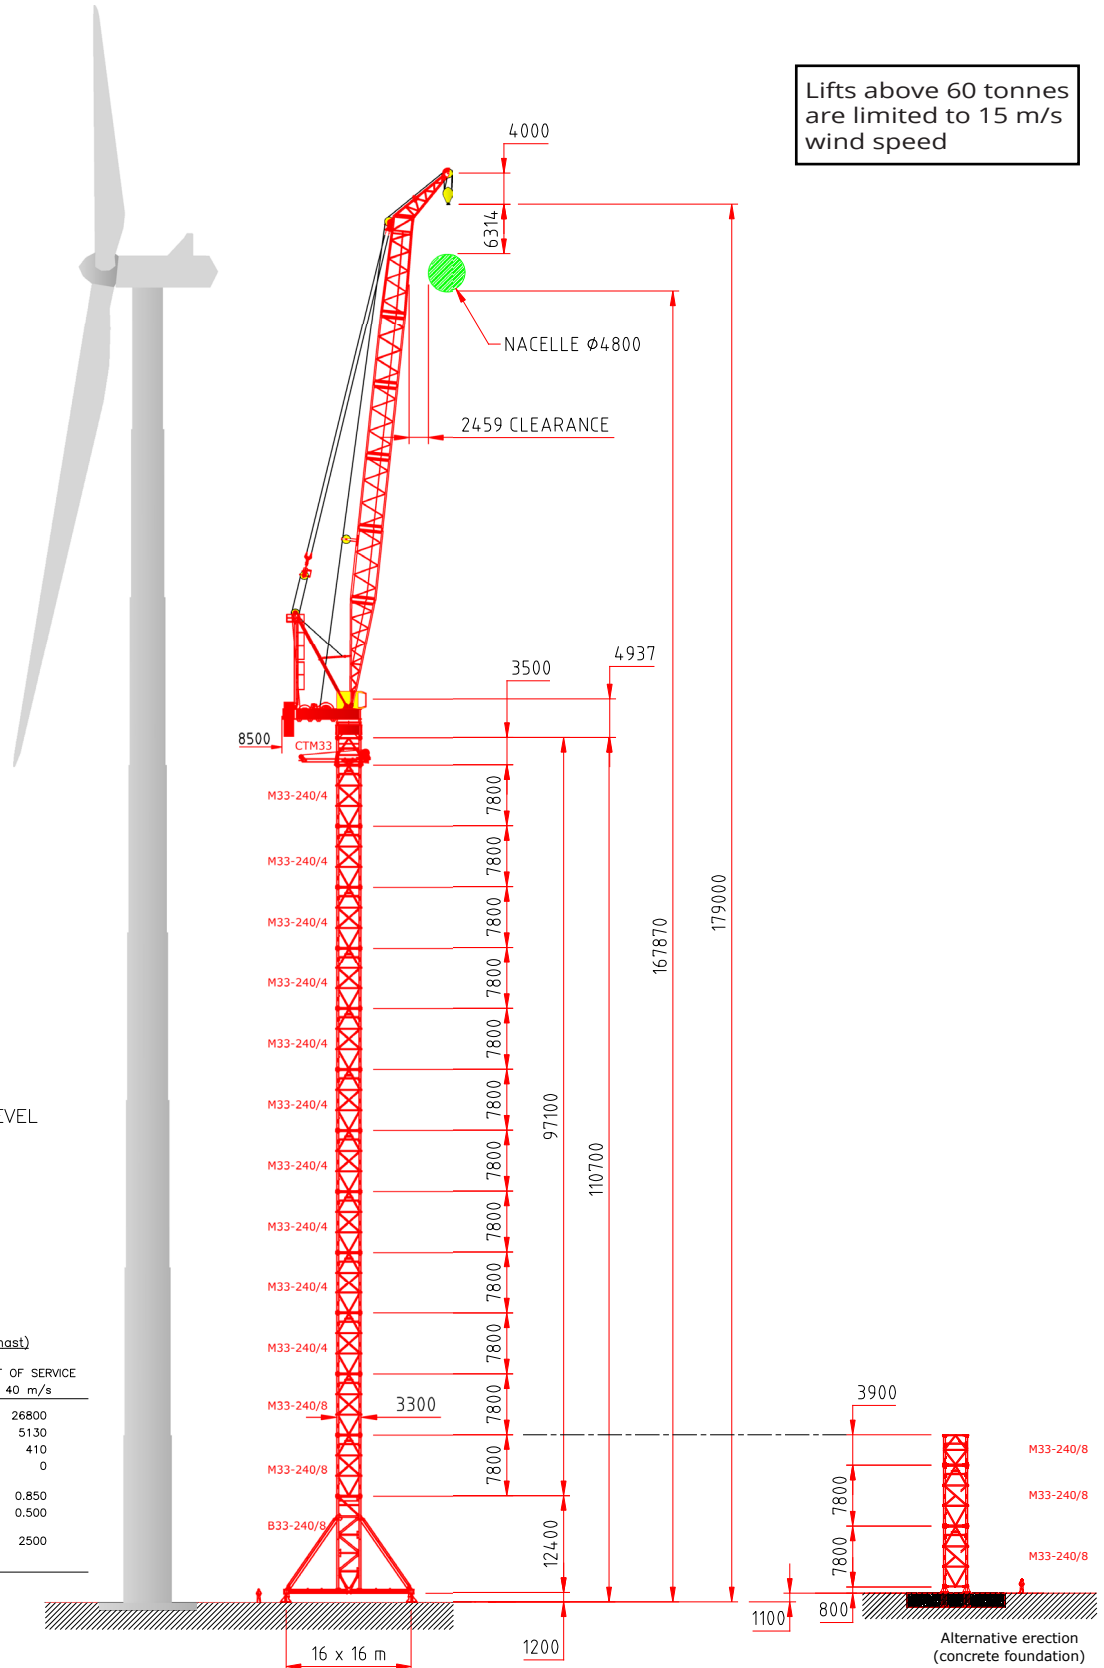 Lifts above 60 tonnes
are limited to 15 m/s
wind speed
4000
6314
NACELLE Ø4800
2459 CLEARANCE
4937
3500
8500
CTM33
M33-240/4
7800
M33-240/4
7800
M33-240/4
7800
M33-240/4
7800
M33-240/4
7800
M33-240/4
7800
M33-240/4
7800
M33-240/4
7800
M33-240/4
7800
M33-240/4
7800
M33-240/8
7800
3300
M33-240/8
7800
B33-240/8
12400
97100
110700
167870
179000
1200
1100
16 x 16 m
EVEL
nast)
T OF SERVICE
40 m/s
26800
5130
410
0
0.850
0.500
2500
3900
M33-240/8
7800
M33-240/8
7800
M33-240/8
800
Alternative erection
(concrete foundation)